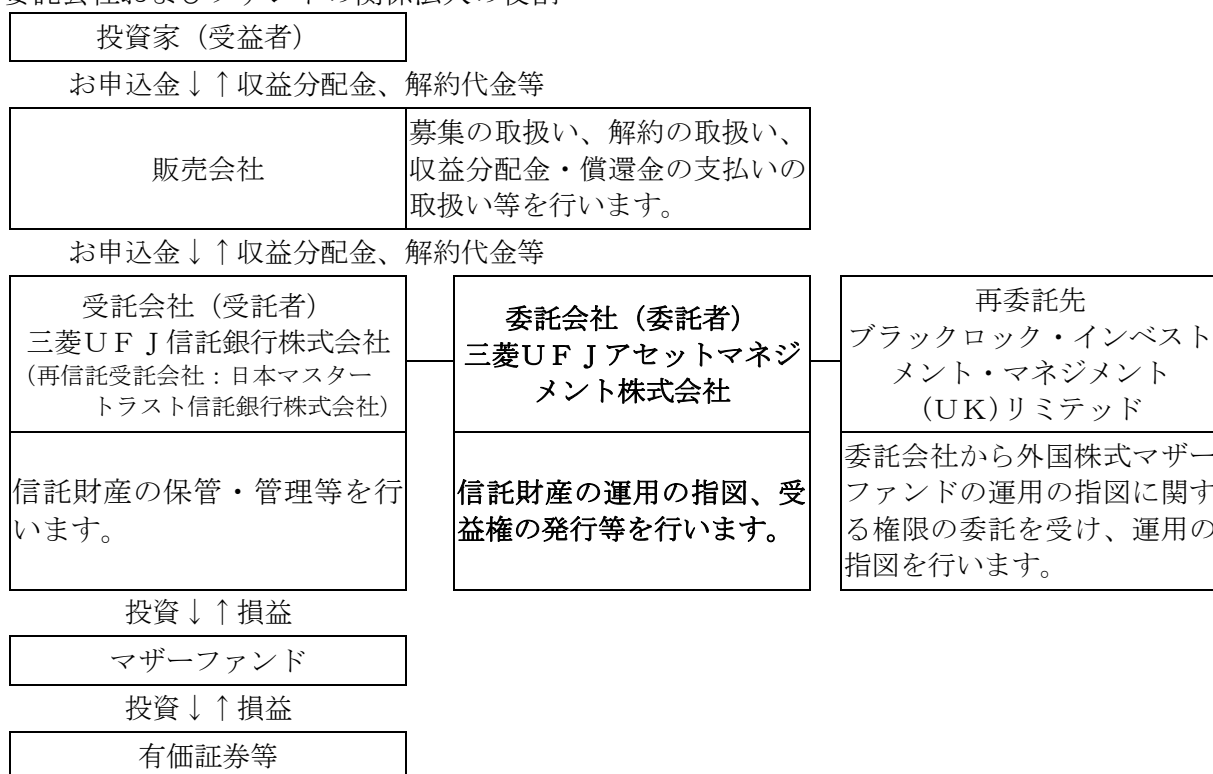 投資家（受益者）
お申込金↓↑収益分配金、解約代金等
販売会社
募集の取扱い、解約の取扱い、
収益分配金・償還金の支払いの
取扱い等を行います。
お申込金↓↑収益分配金、解約代金等
受託会社（受託者）
三菱ＵＦＪ信託銀行株式会社
（再信託受託会社：日本マスター
トラスト信託銀行株式会社）
信託財産の保管・管理等を行
います。
委託会社（委託者）
三菱ＵＦＪアセットマネジ
メント株式会社
信託財産の運用の指図、受
益権の発行等を行います。
再委託先
ブラックロック・インベスト
メント・マネジメント
（ＵＫ）リミテッド
委託会社から外国株式マザー
ファンドの運用の指図に関す
る権限の委託を受け、運用の
指図を行います。
投資↓↑損益
マザーファンド
投資↓↑損益
有価証券等